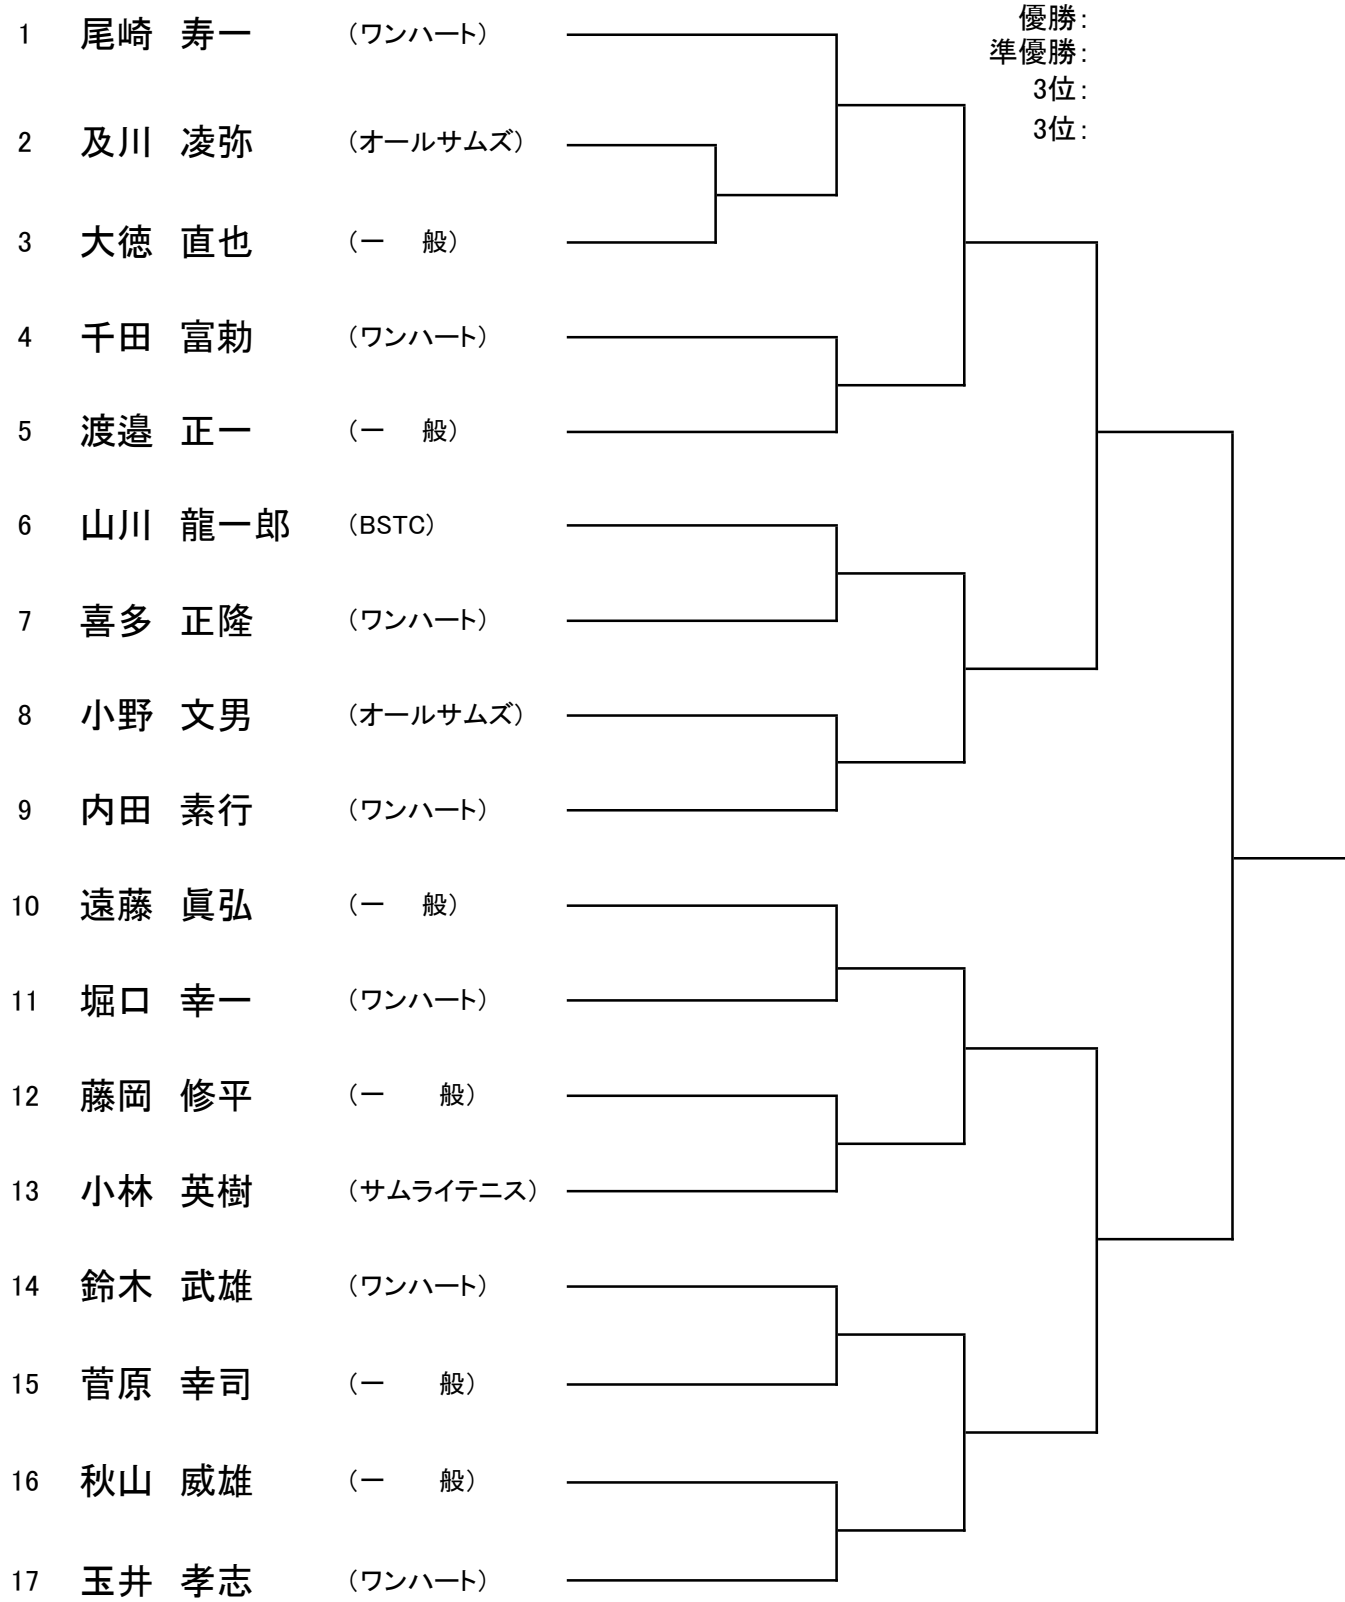 1 尾崎 寿一 (ワンハート)
優勝:
準優勝:
3位:
3位:
2 及川 凌弥 (オールサムズ)
3 大徳 直也 (一 般)
4 千田 富勅 (ワンハート)
5 渡邉 正一 (一 般)
6 山川 龍一郎 (BSTC)
7 喜多 正隆 (ワンハート)
8 小野 文男 (オールサムズ)
9 内田 素行 (ワンハート)
10 遠藤 眞弘 (一 般)
11 堀口 幸一 (ワンハート)
12 藤岡 修平 (一 般)
13 小林 英樹 (サムライテニス)
14 鈴木 武雄 (ワンハート)
15 菅原 幸司 (一 般)
16 秋山 威雄 (一 般)
17 玉井 孝志 (ワンハート)